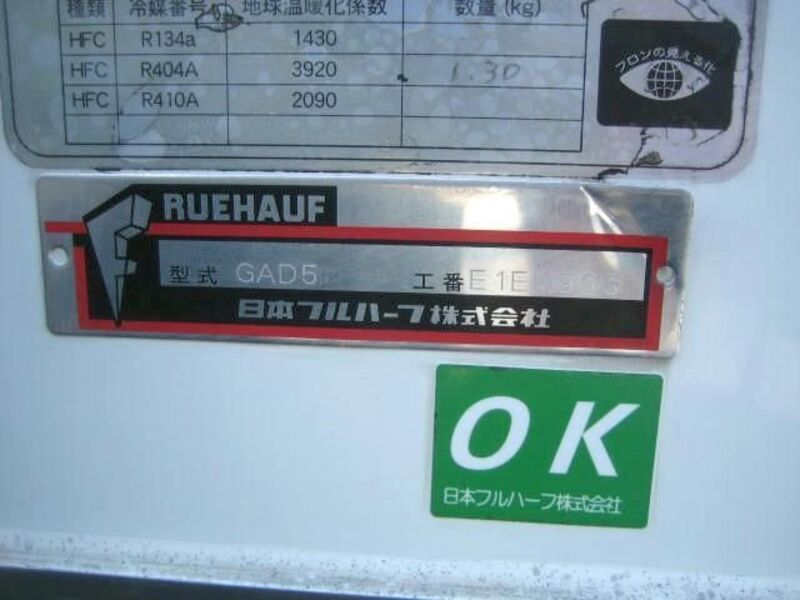 種類 冷媒番号 地球温暖化係数 数量(kg)
HFC R134a 1430
HFC R404A 3920 1.30
HFC R410A 2090
フロンの見える化
FRUEHAUF
型式 GAD5 工番
日本フルハーフ株式会社
OK
日本フルハーフ株式会社